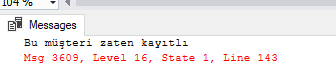 104 %
Messages
Bu müşteri zaten kayıtlı
Msg 3609, Level 16, State 1, Line 143